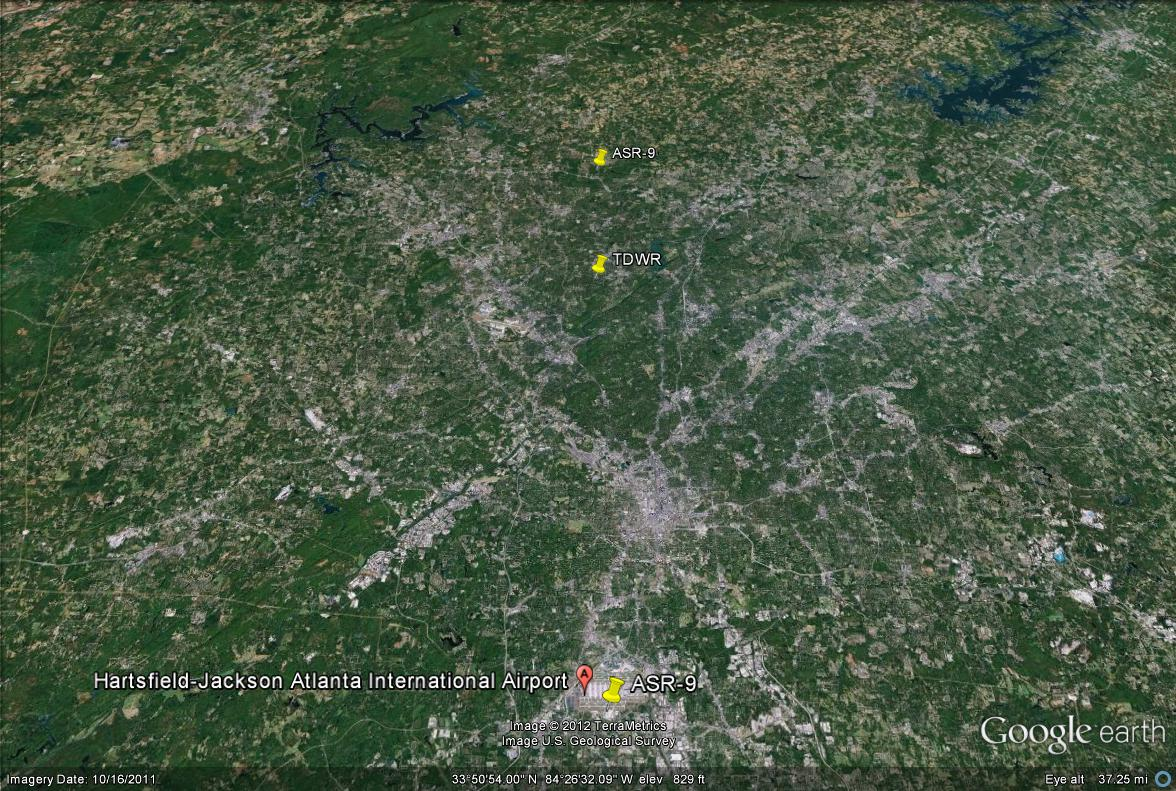 ASR-9
TDWR
Hartsfield-Jackson Atlanta International Airport
A
ASR-9
Image © 2012 TerraMetrics
Image U.S. Geological Survey
Google earth
Imagery Date: 10/16/2011 33°50'54.00" N 84°26'32.09" W elev 829 ft Eye alt 37.25 mi